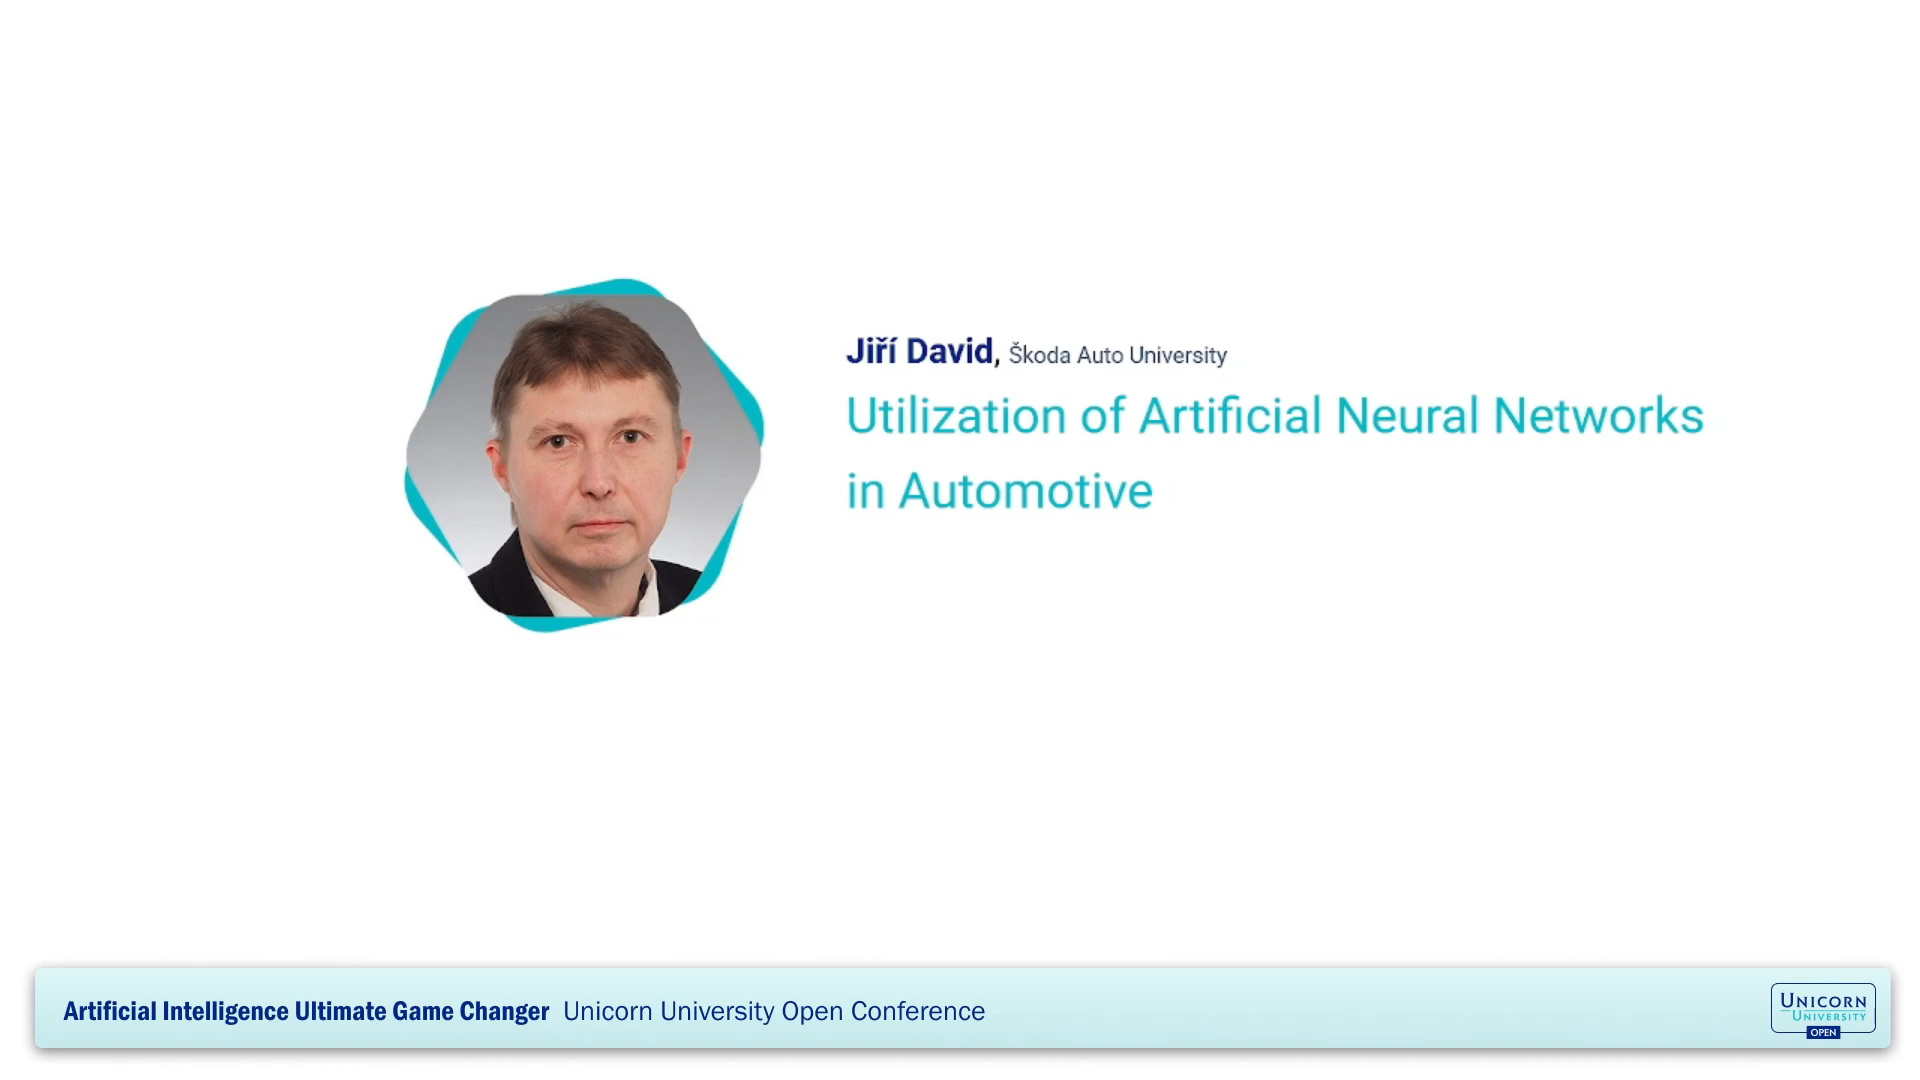 Jiří David, Škoda Auto University
Utilization of Artificial Neural Networks
in Automotive
Artificial Intelligence Ultimate Game Changer Unicorn University Open Conference
UNICORN
UNIVERSITY
OPEN